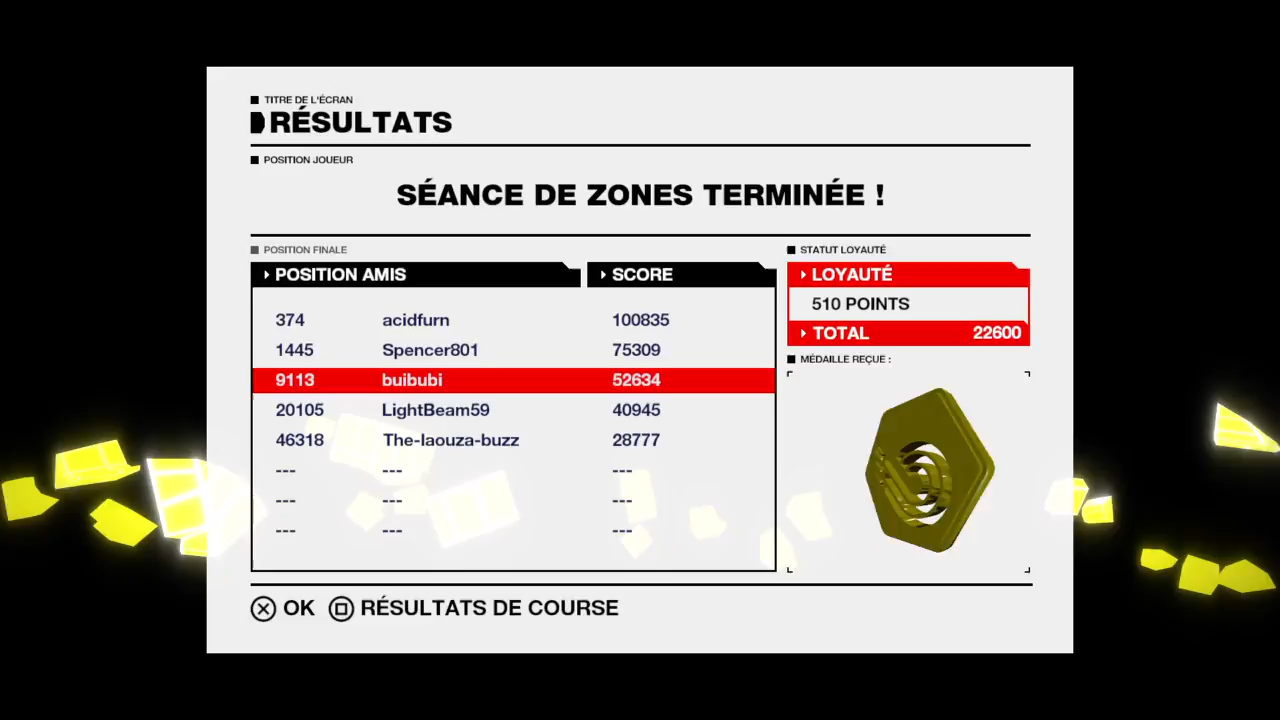 TITRE DE L'ÉCRAN
RÉSULTATS
POSITION JOUEUR
SÉANCE DE ZONES TERMINÉE !
POSITION FINALE
POSITION AMIS SCORE
374 acidfurn 100835
1445 Spencer801 75309
9113 buibubi 52634
20105 LightBeam59 40945
46318 The-laouza-buzz 28777
--- --- ---
--- --- ---
--- --- ---
STATUT LOYAUTÉ
LOYAUTÉ
510 POINTS
TOTAL 22600
MÉDAILLE REÇUE :
OK RÉSULTATS DE COURSE